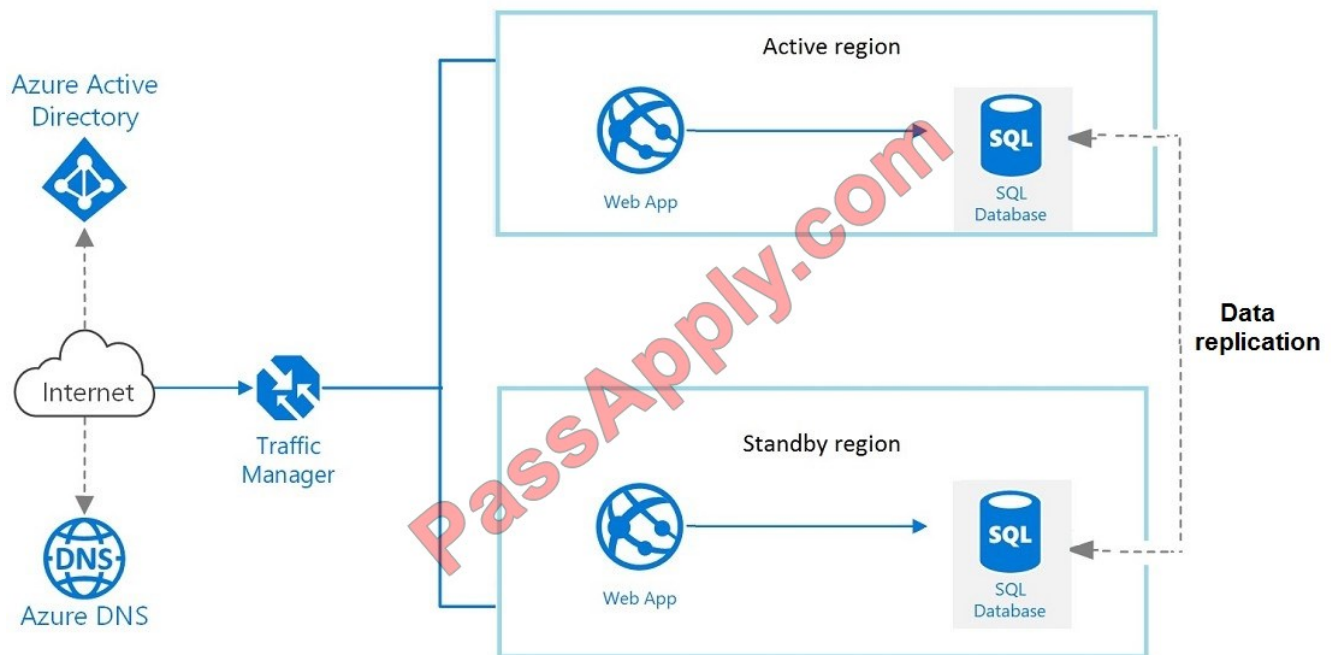 Active region
Azure Active
Directory
SQL
Web App
SQL
Database
Data
replication
Internet
Traffic
Manager
Standby region
SQL
Web App
SQL
Database
DNS
Azure DNS
PassApply.com